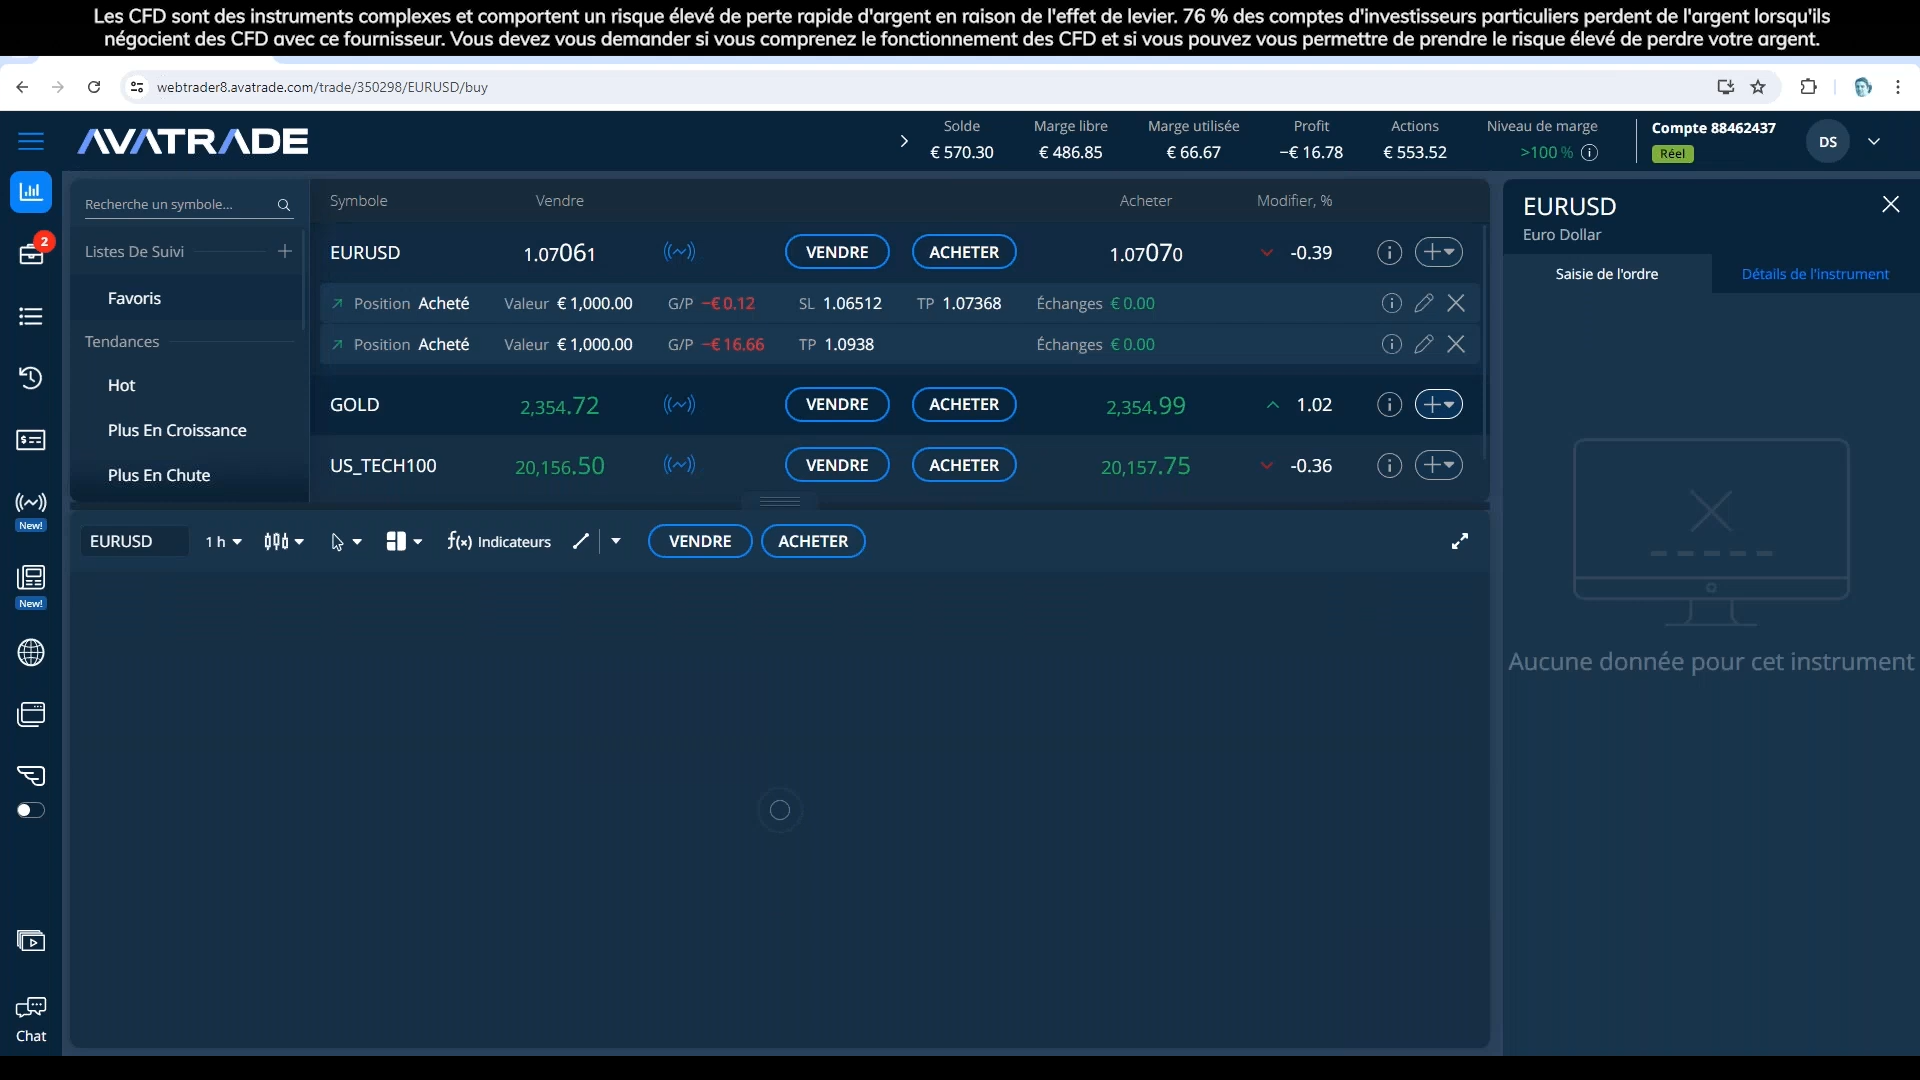 Les CFD sont des instruments complexes et comportent un risque élevé de perte rapide d'argent en raison de l'effet de levier. 76 % des comptes d'investisseurs particuliers perdent de l'argent lorsqu'ils
négocient des CFD avec ce fournisseur. Vous devez vous demander si vous comprenez le fonctionnement des CFD et si vous pouvez vous permettre de prendre le risque élevé de perdre votre argent.
webtrader8.avatrade.com/trade/350298/EURUSD/buy
AVATRADE
Solde Marge libre Marge utilisée Profit Actions Niveau de marge Compte 88462437
€ 570.30 € 486.85 € 66.67 −€ 16.78 € 553.52 >100 % Réel
DS
Recherche un symbole...
Listes De Suivi
Favoris
Tendances
Hot
Plus En Croissance
Plus En Chute
Symbole Vendre Acheter Modifier, %
EURUSD 1.07061 VENDRE ACHETER 1.07070 -0.39
Position Acheté Valeur € 1,000.00 G/P −€ 0.12 SL 1.06512 TP 1.07368 Échanges € 0.00
Position Acheté Valeur € 1,000.00 G/P −€ 16.66 TP 1.0938 Échanges € 0.00
GOLD 2,354.72 VENDRE ACHETER 2,354.99 1.02
US_TECH100 20,156.50 VENDRE ACHETER 20,157.75 -0.36
EURUSD 1 h f(x) Indicateurs VENDRE ACHETER
EURUSD
Euro Dollar
Saisie de l'ordre Détails de l'instrument
Aucune donnée pour cet instrument
2
New!
New!
Chat